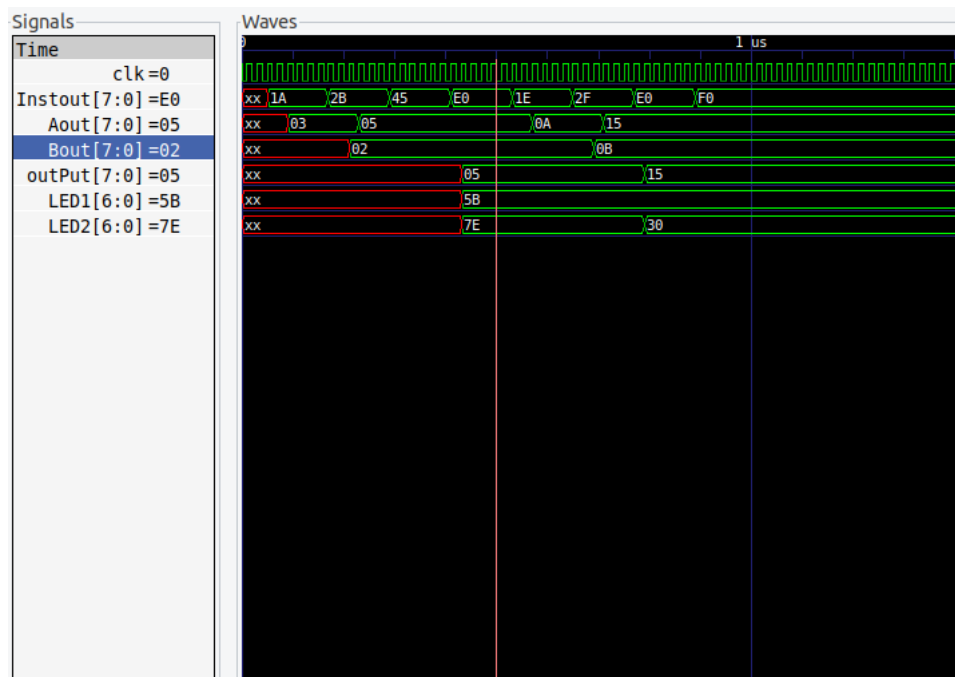 Signals
Waves
Time
0
1 us
clk=0
Instout[7:0]=E0
xx 1A 2B 45 E0 1E 2F E0 F0
Aout[7:0]=05
xx 03 05 0A 15
Bout[7:0]=02
xx 02 0B
outPut[7:0]=05
xx 05 15
LED1[6:0]=5B
xx 5B
LED2[6:0]=7E
xx 7E 30